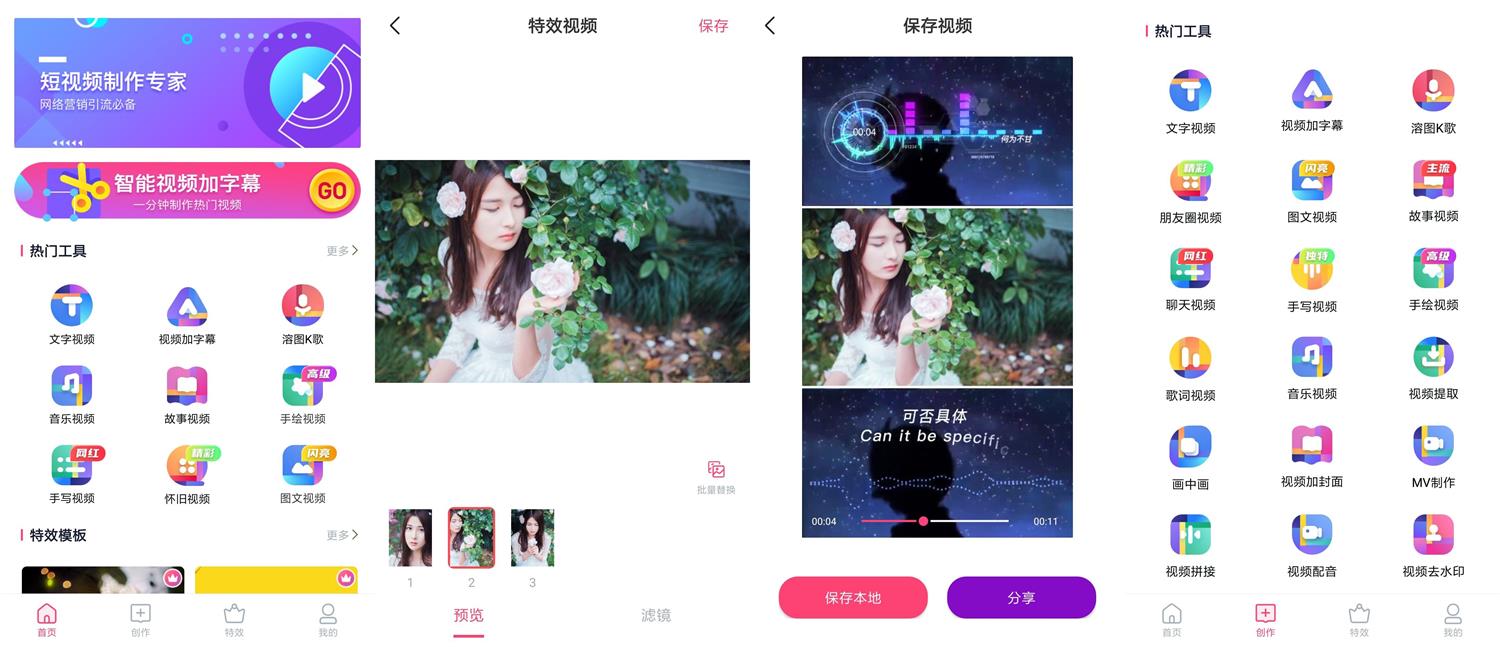 短视频制作专家
网络营销引流必备
智能视频加字幕
一分钟制作热门视频
GO
热门工具
更多
文字视频
视频加字幕
溶图K歌
音乐视频
故事视频
高级
手绘视频
网红
手写视频
精彩
怀旧视频
闪亮
图文视频
特效模板
更多
首页
创作
特效
我的
特效视频
保存
批量替换
1
2
3
预览
滤镜
保存视频
00:04
何为不甘
可否具体
Can it be specific
00:04
00:11
保存本地
分享
热门工具
文字视频
视频加字幕
溶图K歌
精彩
朋友圈视频
闪亮
图文视频
主流
故事视频
网红
聊天视频
独特
手写视频
高级
手绘视频
歌词视频
音乐视频
视频提取
画中画
视频加封面
MV制作
视频拼接
视频配音
视频去水印
首页
创作
特效
我的